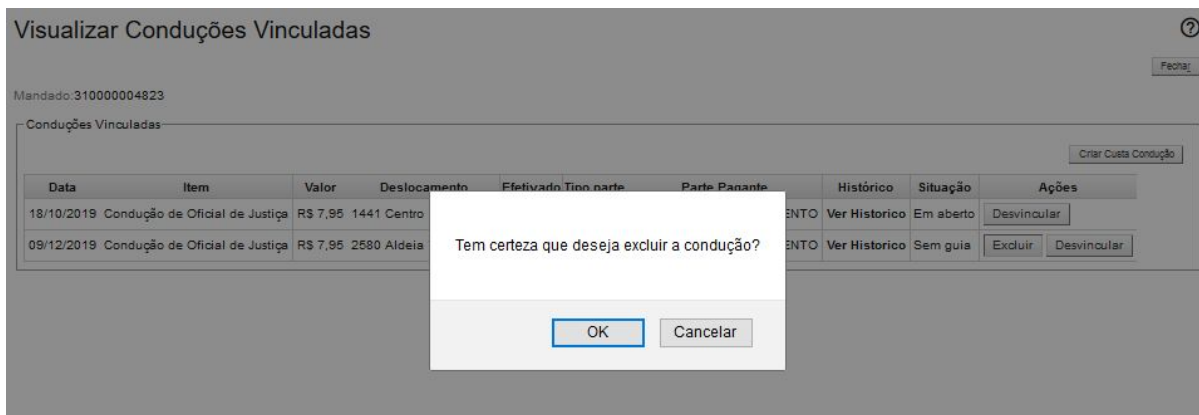 Visualizar Conduções Vinculadas
?
Fechar
Mandado:310000004823
Conduções Vinculadas
Criar Custa Condução
Data Item Valor Deslocamento Efetivado Tipo parte Parte Pagante Histórico Situação Ações
18/10/2019 Condução de Oficial de Justiça R$ 7,95 1441 Centro ENTO Ver Historico Em aberto Desvincular
09/12/2019 Condução de Oficial de Justiça R$ 7,95 2580 Aldeia ENTO Ver Historico Sem guia Excluir Desvincular
Tem certeza que deseja excluir a condução?
OK Cancelar